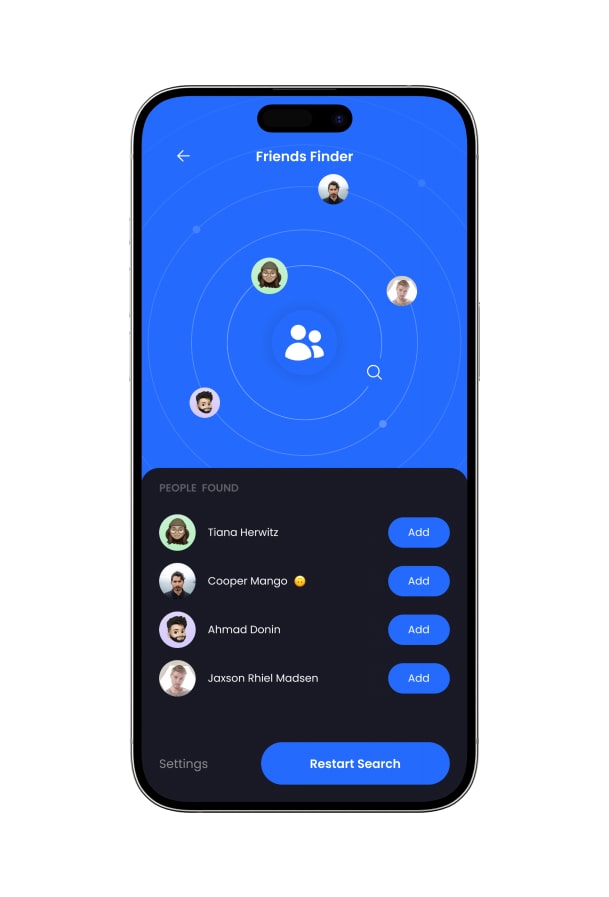 Friends Finder
PEOPLE FOUND
Tiana Herwitz Add
Cooper Mango 🙃 Add
Ahmad Donin Add
Jaxson Rhiel Madsen Add
Settings Restart Search